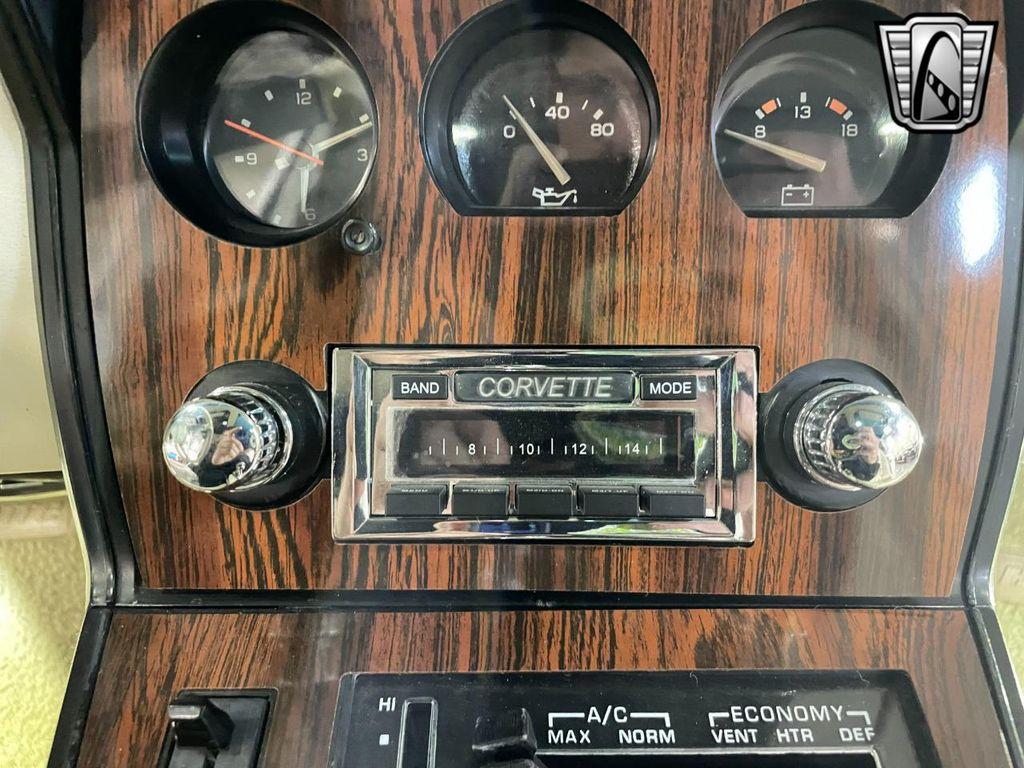 12
9
3
6
0 40 80
8 13 18
- +
BAND CORVETTE MODE
8 10 12 14
HI
A/C
MAX NORM
ECONOMY
VENT HTR DEF